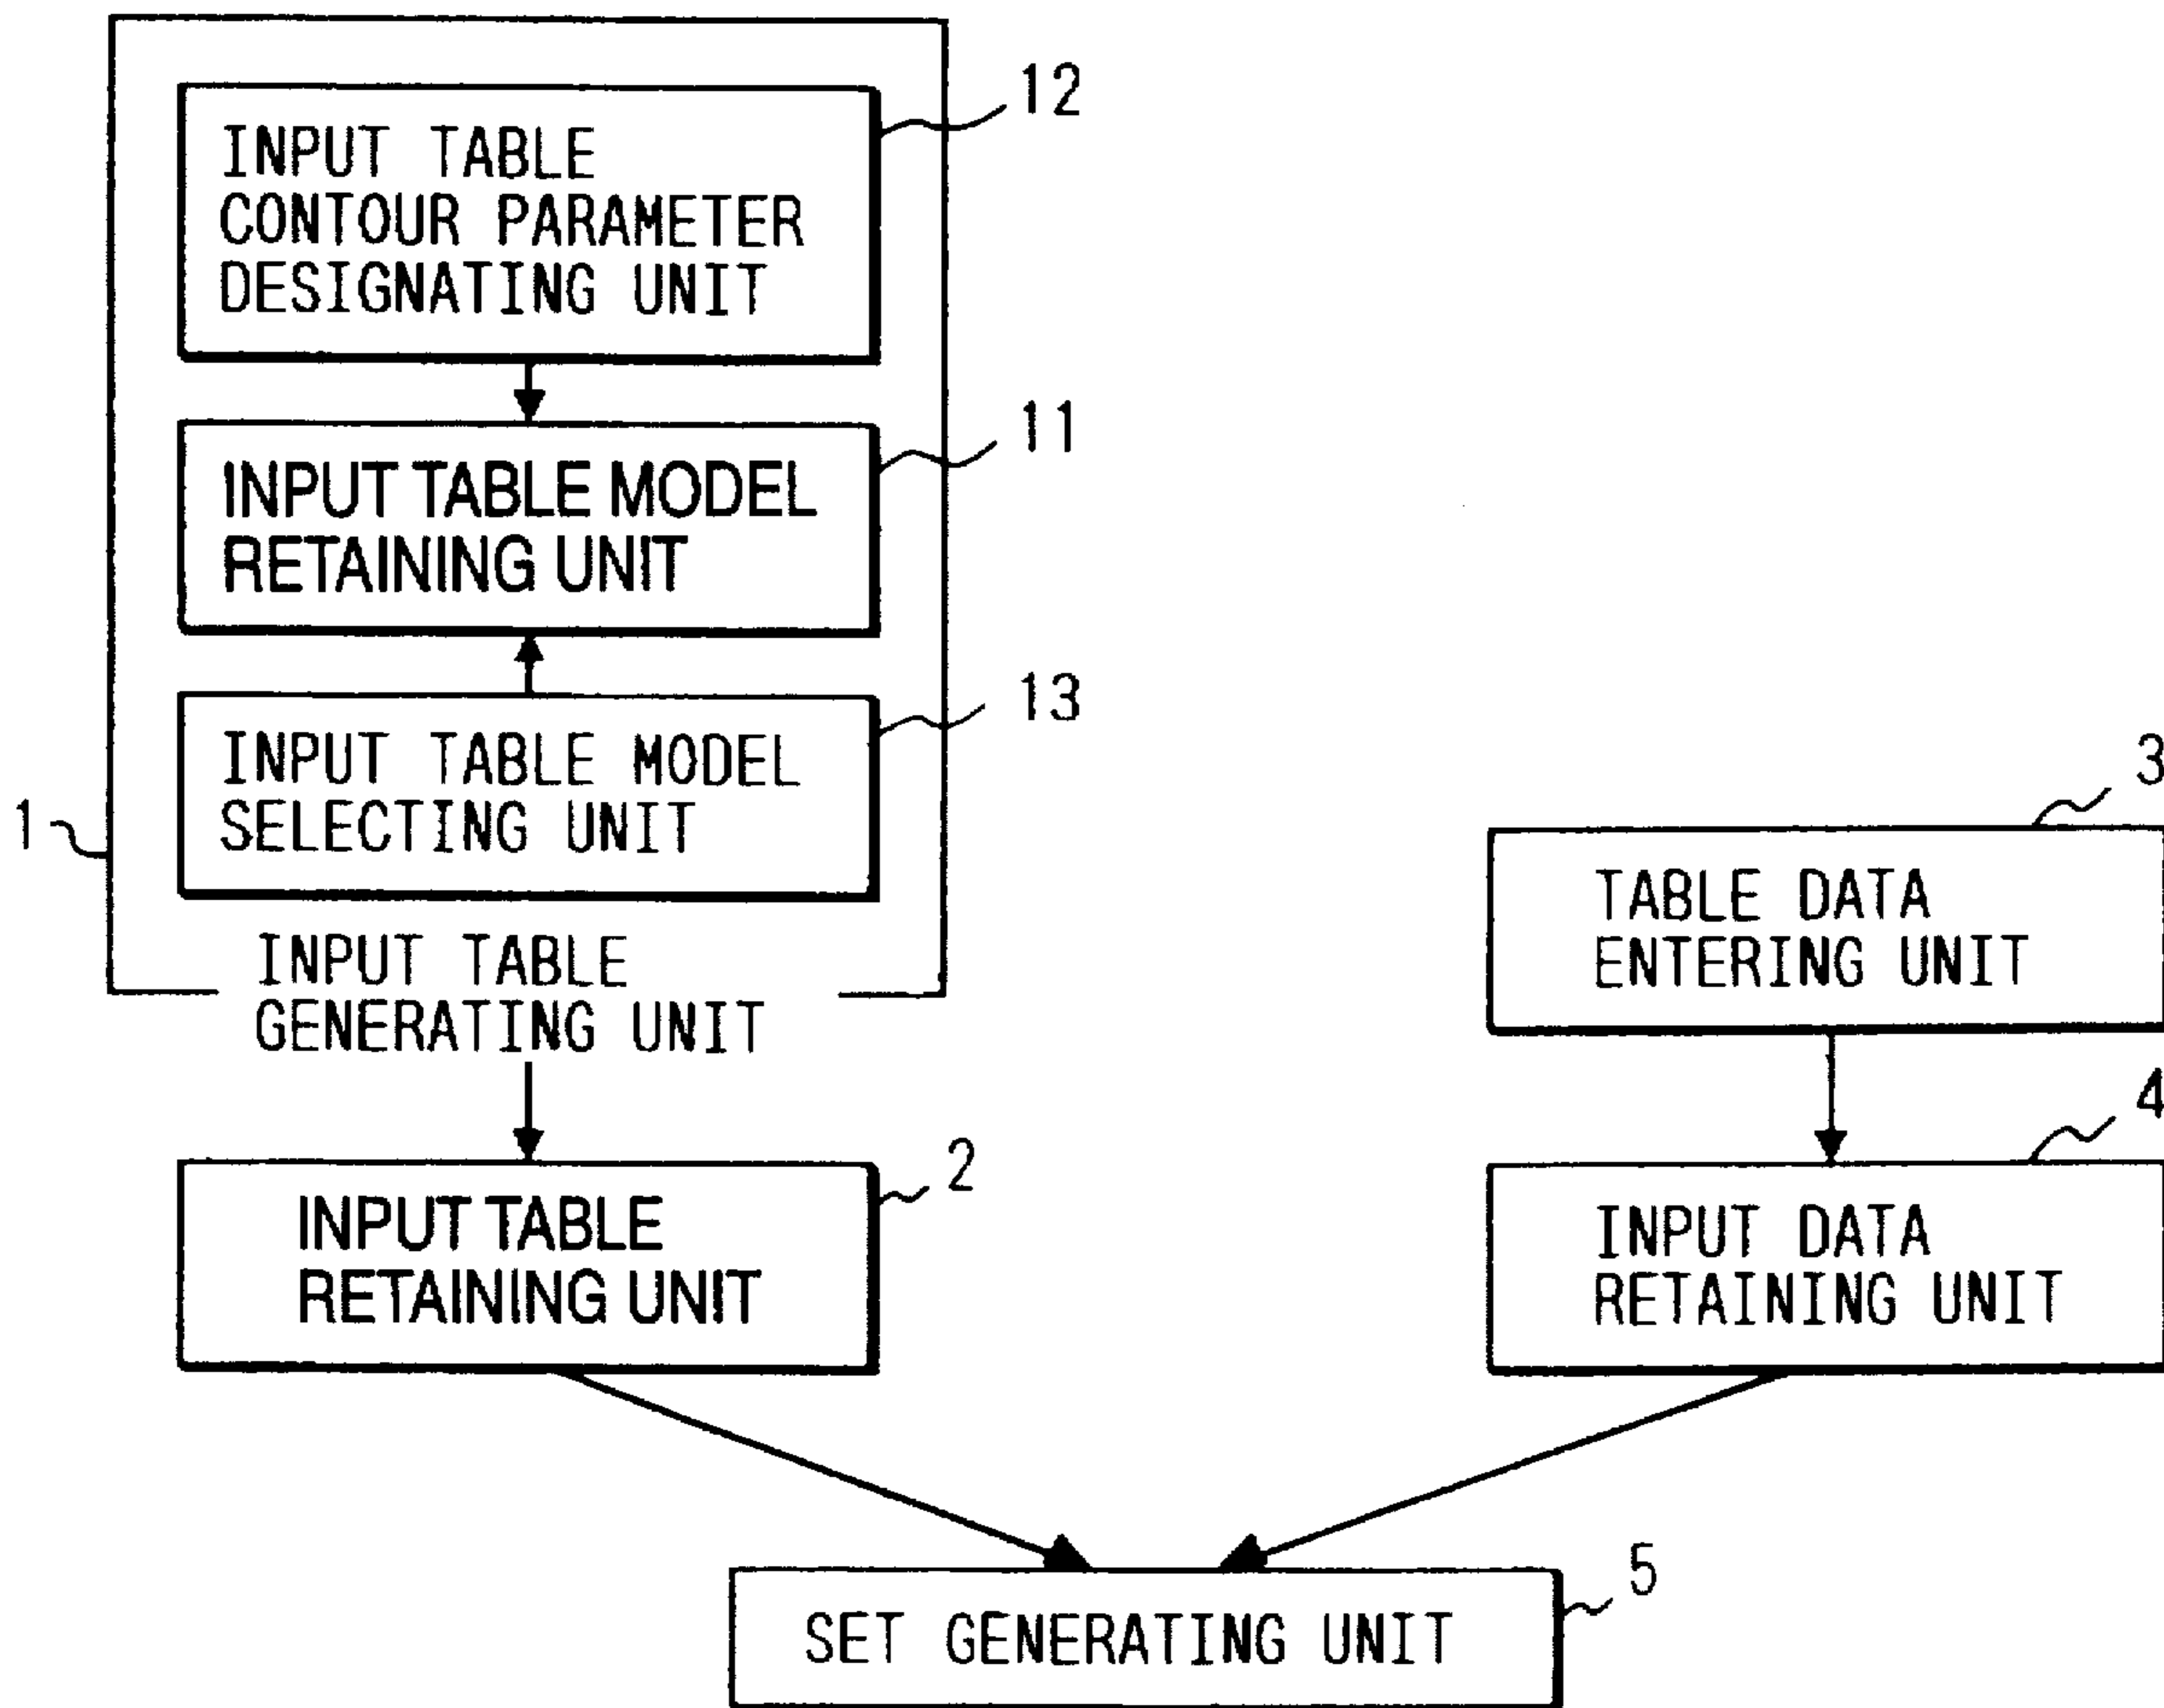 12
INPUT TABLE
CONTOUR PARAMETER
DESIGNATING UNIT
11
INPUT TABLE MODEL
RETAINING UNIT
13
INPUT TABLE MODEL
SELECTING UNIT
1
INPUT TABLE
GENERATING UNIT
3
TABLE DATA
ENTERING UNIT
2
INPUT TABLE
RETAINING UNIT
4
INPUT DATA
RETAINING UNIT
5
SET GENERATING UNIT